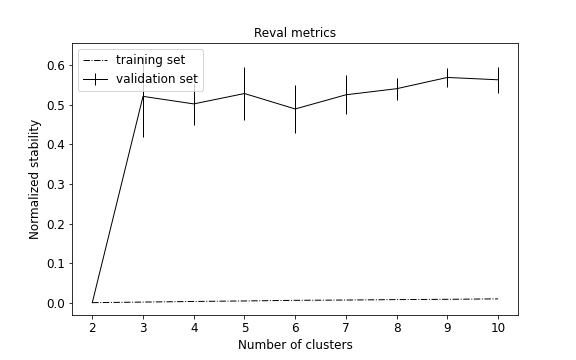 Reval metrics
training set
validation set
Normalized stability
0.6
0.5
0.4
0.3
0.2
0.1
0.0
2 3 4 5 6 7 8 9 10
Number of clusters